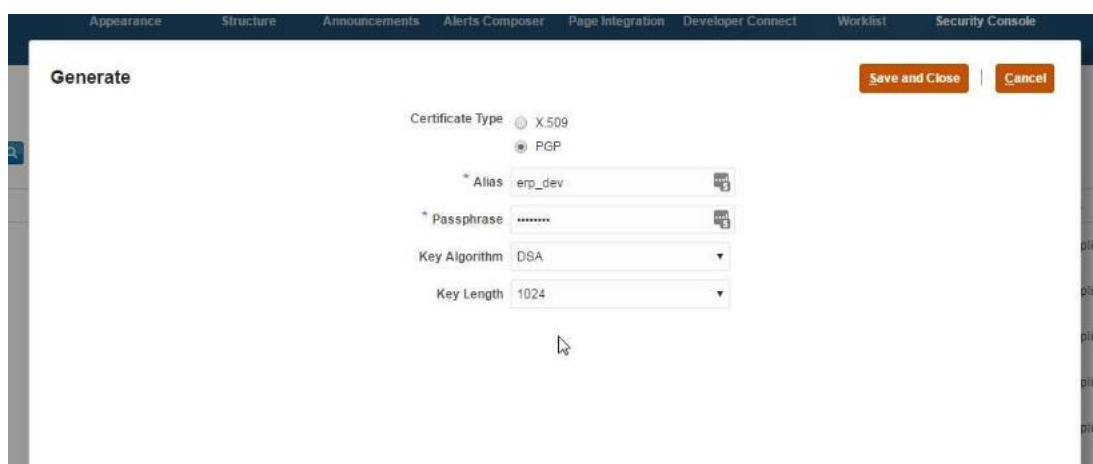 Appearance Structure Announcements Alerts Composer Page Integration Developer Connect Worklist Security Console
Generate Save and Close Cancel
Certificate Type X.509
PGP
* Alias erp_dev
* Passphrase ••••••••
Key Algorithm DSA
Key Length 1024